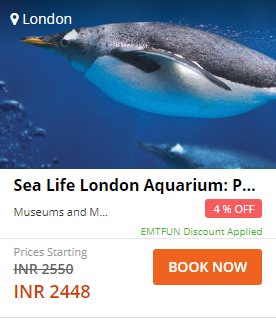 London
Sea Life London Aquarium: P...
Museums and M...
4 % OFF
EMTFUN Discount Applied
Prices Starting
INR 2550
INR 2448
BOOK NOW